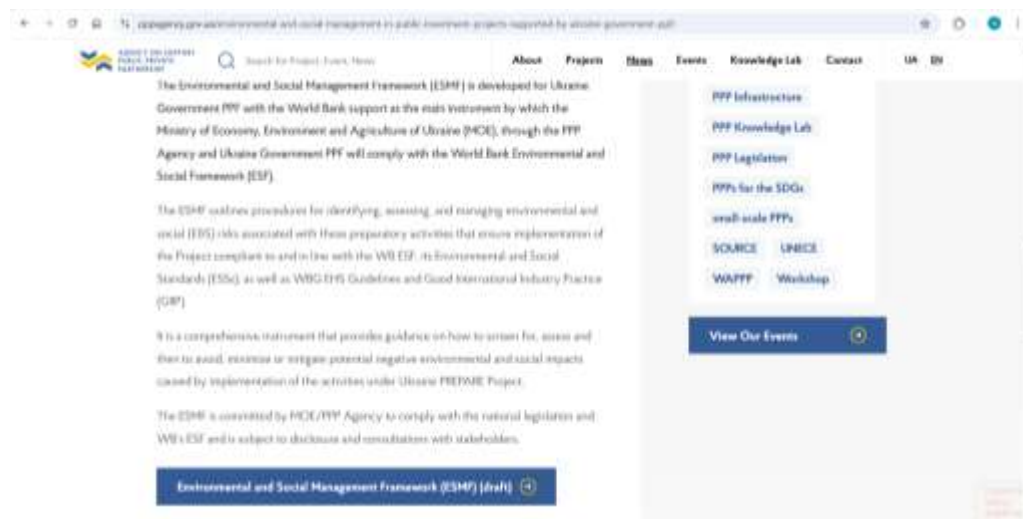 AGENCY ON SUPPORT
PUBLIC PRIVATE
PARTNERSHIP
Search for Project, Event, News
About Projects News Events Knowledge Lab Contact UA EN
The Environmental and Social Management Framework (ESMF) is developed for Ukraine
Government PPF with the World Bank support as the main instrument by which the
Ministry of Economy, Environment and Agriculture of Ukraine (MOE), through the PPP
Agency and Ukraine Government PPF will comply with the World Bank Environmental and
Social Framework (ESF).
The ESMF outlines procedures for identifying, assessing, and managing environmental and
social (E&S) risks associated with those preparatory activities that ensure implementation of
the Project compliant to and in line with the WB ESF, its Environmental and Social
Standards (ESSs), as well as WBG EHS Guidelines and Good International Industry Practice
(GIIP).
It is a comprehensive instrument that provides guidance on how to screen for, assess and
then to avoid, minimize or mitigate potential negative environmental and social impacts
caused by implementation of the activities under Ukraine PREPARE Project.
The ESMF is committed by MOE/PPP Agency to comply with the national legislation and
WB's ESF and is subject to disclosure and consultations with stakeholders.
Environmental and Social Management Framework (ESMF) (draft)
PPP Infrastructure
PPP Knowledge Lab
PPP Legislation
PPPs for the SDGs
small-scale PPPs
SOURCE UNECE
WAPPP Workshop
View Our Events